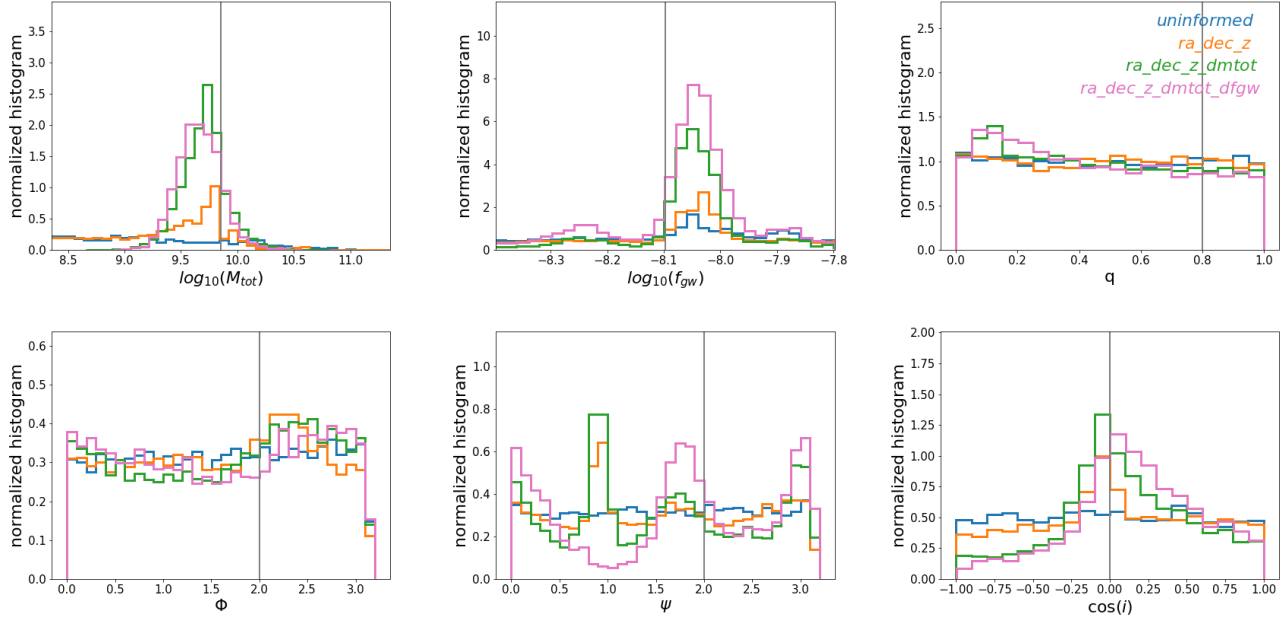 normalized histogram
3.5
3.0
2.5
2.0
1.5
1.0
0.5
0.0
8.5 9.0 9.5 10.0 10.5 11.0
log10(Mtot)
normalized histogram
10
8
6
4
2
0
−8.3 −8.2 −8.1 −8.0 −7.9 −7.8
log10(fgw)
normalized histogram
2.5
2.0
1.5
1.0
0.5
0.0
0.0 0.2 0.4 0.6 0.8 1.0
q
uninformed
ra_dec_z
ra_dec_z_dmtot
ra_dec_z_dmtot_dfgw
normalized histogram
0.6
0.5
0.4
0.3
0.2
0.1
0.0
0.0 0.5 1.0 1.5 2.0 2.5 3.0
Φ
normalized histogram
1.0
0.8
0.6
0.4
0.2
0.0
0.0 0.5 1.0 1.5 2.0 2.5 3.0
ψ
normalized histogram
2.00
1.75
1.50
1.25
1.00
0.75
0.50
0.25
0.00
−1.00 −0.75 −0.50 −0.25 0.00 0.25 0.50 0.75 1.00
cos(i)